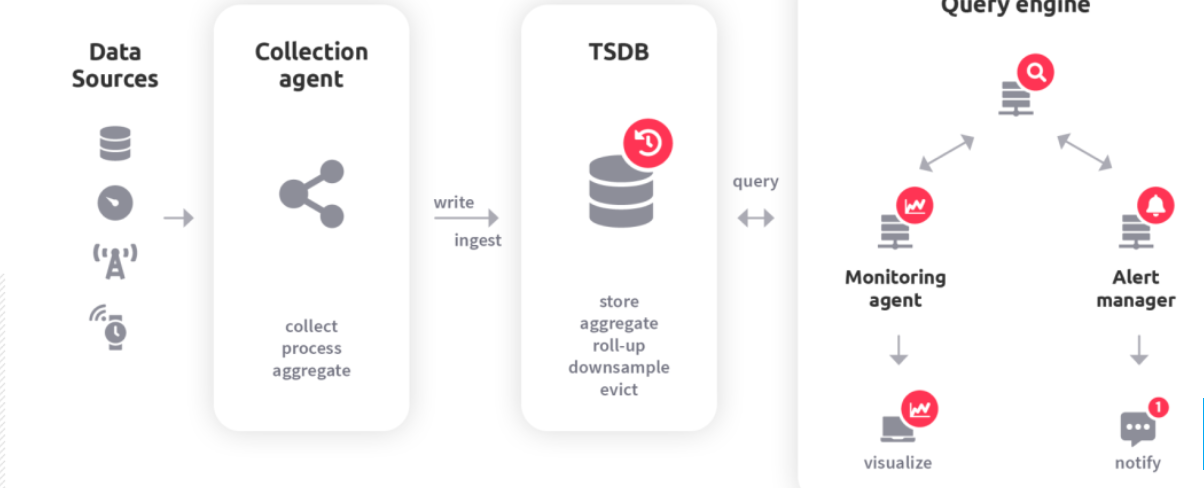 Data
Sources
Collection
agent
collect
process
aggregate
write
ingest
TSDB
store
aggregate
roll-up
downsample
evict
query
Query engine
Monitoring
agent
visualize
Alert
manager
1
notify